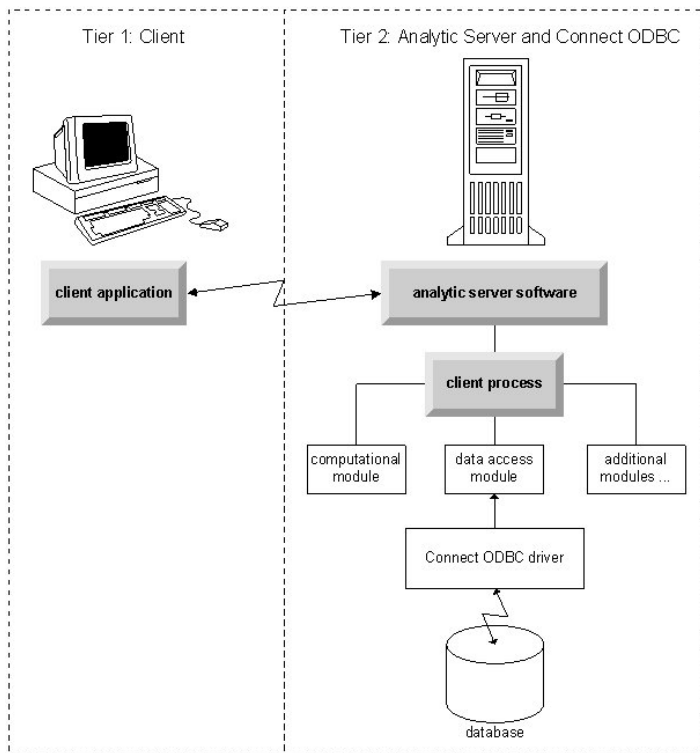 Tier 1: Client
Tier 2: Analytic Server and Connect ODBC
client application
analytic server software
client process
computational
module
data access
module
additional
modules ...
Connect ODBC driver
database